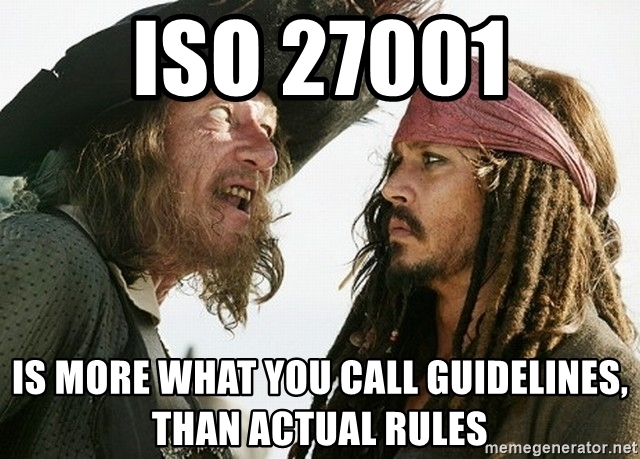 ISO 27001
IS MORE WHAT YOU CALL GUIDELINES,
THAN ACTUAL RULES
memegenerator.net